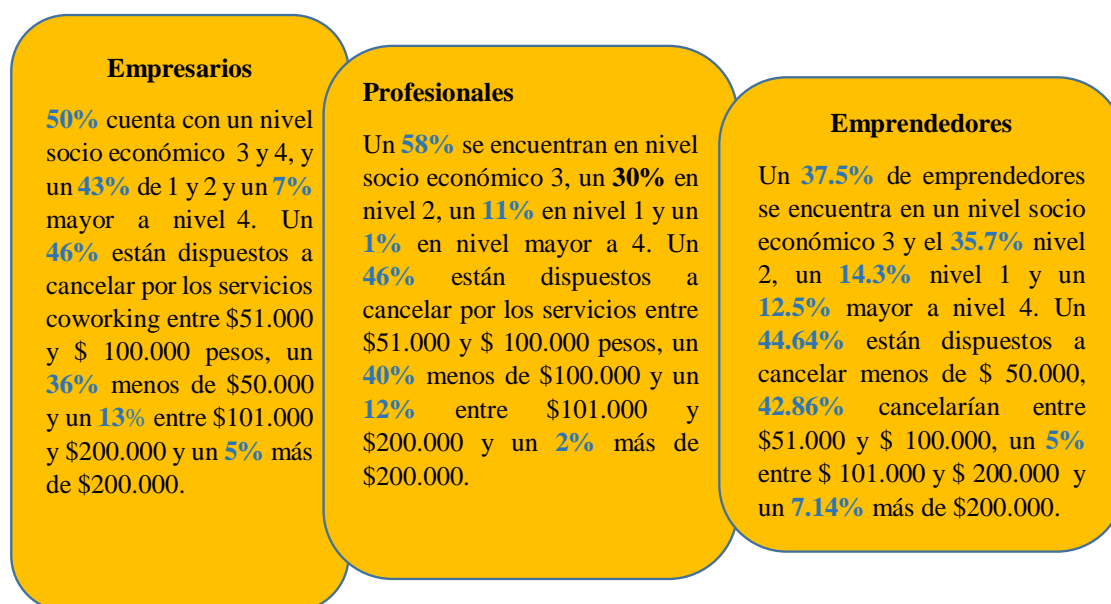 Empresarios
50% cuenta con un nivel
socio económico 3 y 4, y
un 43% de 1 y 2 y un 7%
mayor a nivel 4. Un
46% están dispuestos a
cancelar por los servicios
coworking entre $51.000
y $ 100.000 pesos, un
36% menos de $50.000
y un 13% entre $101.000
y $200.000 y un 5% más
de $200.000.
Profesionales
Un 58% se encuentran en nivel
socio económico 3, un 30% en
nivel 2, un 11% en nivel 1 y un
1% en nivel mayor a 4. Un
46% están dispuestos a
cancelar por los servicios entre
$51.000 y $ 100.000 pesos, un
40% menos de $100.000 y un
12% entre $101.000 y
$200.000 y un 2% más de
$200.000.
Emprendedores
Un 37.5% de emprendedores
se encuentra en un nivel socio
económico 3 y el 35.7% nivel
2, un 14.3% nivel 1 y un
12.5% mayor a nivel 4. Un
44.64% están dispuestos a
cancelar menos de $ 50.000,
42.86% cancelarían entre
$51.000 y $ 100.000, un 5%
entre $ 101.000 y $ 200.000 y
un 7.14% más de $200.000.